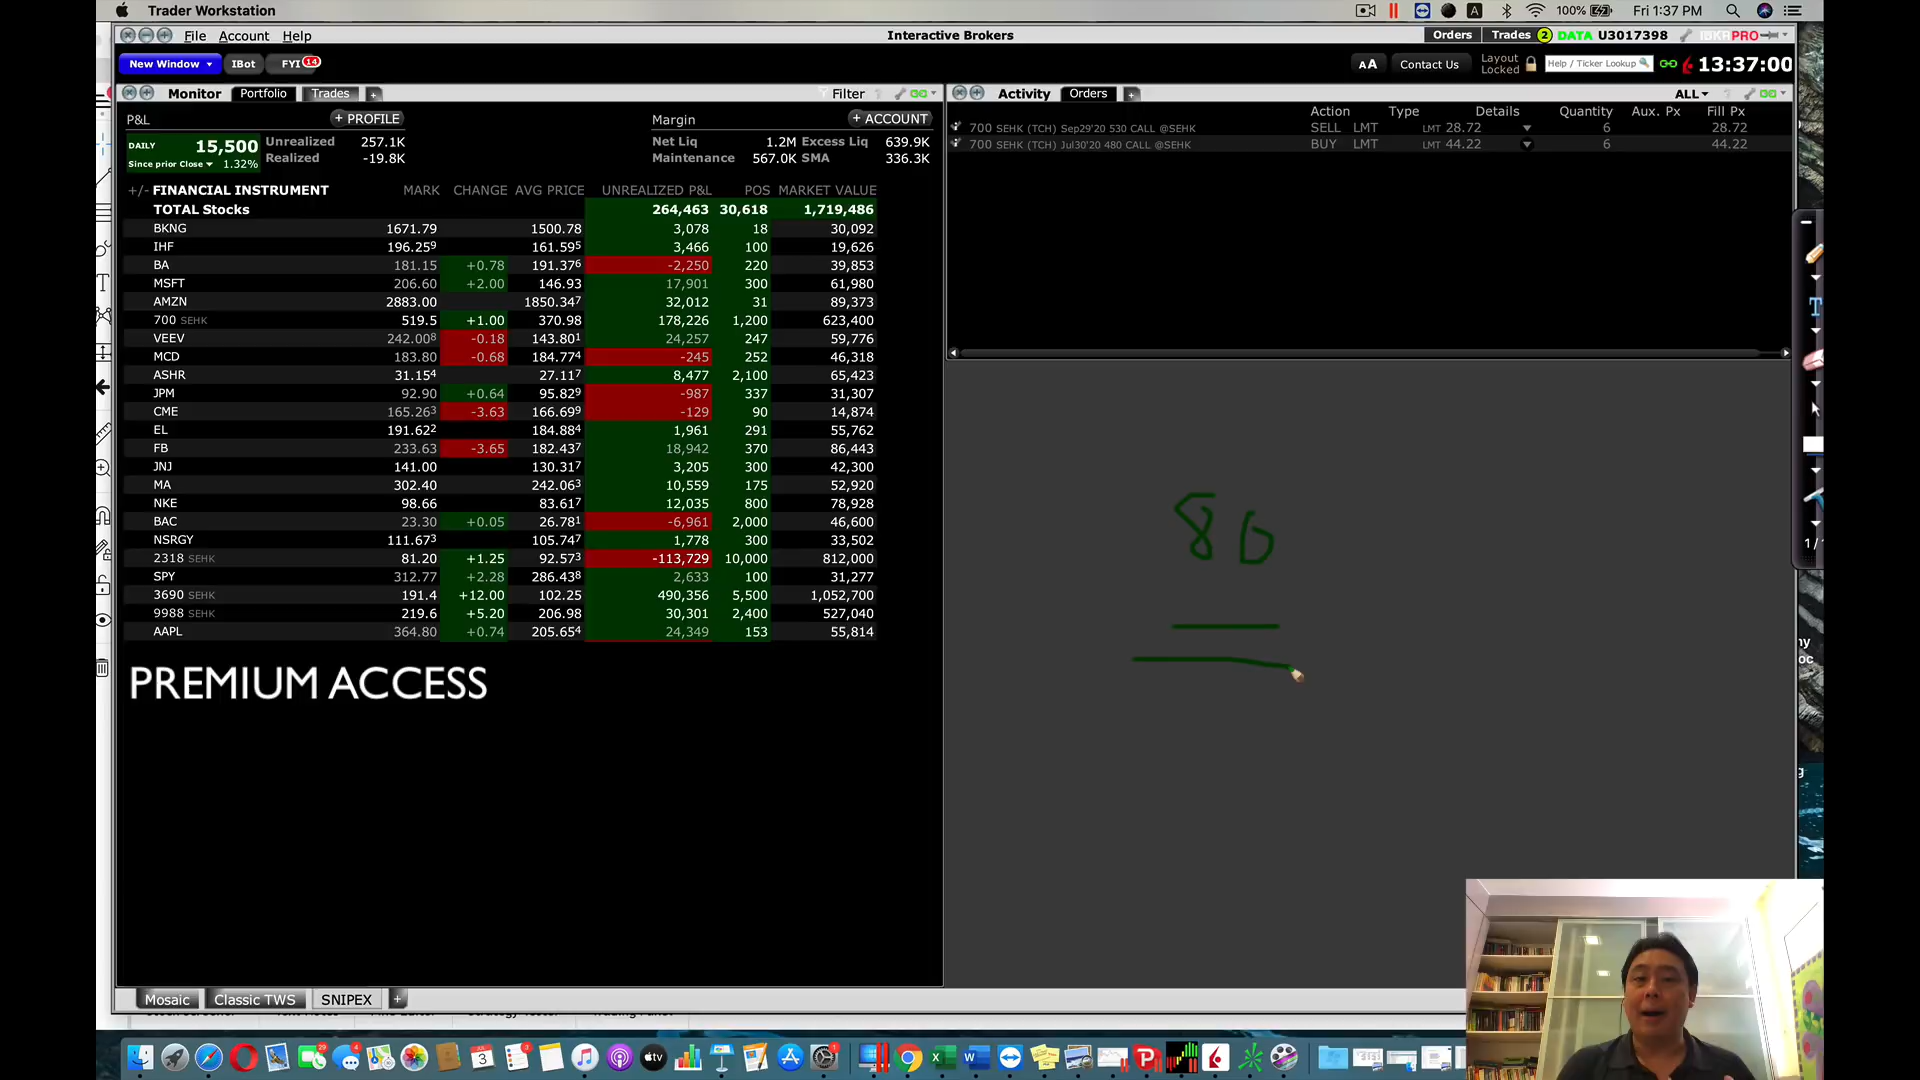 Trader Workstation 100% Fri 1:37 PM
File Account Help Interactive Brokers Orders Trades 2 DATA U3017398 IBKRPRO
New Window IBot FYI 14 AA Contact Us Layout Locked Help / Ticker Lookup 13:37:00
Monitor Portfolio Trades + Filter
P&L + PROFILE Margin + ACCOUNT
DAILY 15,500 Unrealized 257.1K Net Liq 1.2M Excess Liq 639.9K
Since prior Close 1.32% Realized -19.8K Maintenance 567.0K SMA 336.3K
+/- FINANCIAL INSTRUMENT MARK CHANGE AVG PRICE UNREALIZED P&L POS MARKET VALUE
TOTAL Stocks 264,463 30,618 1,719,486
BKNG 1671.79 1500.78 3,078 18 30,092
IHF 196.25⁹ 161.59⁵ 3,466 100 19,626
BA 181.15 +0.78 191.37⁶ -2,250 220 39,853
MSFT 206.60 +2.00 146.93 17,901 300 61,980
AMZN 2883.00 1850.34⁷ 32,012 31 89,373
700 SEHK 519.5 +1.00 370.98 178,226 1,200 623,400
VEEV 242.00⁸ -0.18 143.80¹ 24,257 247 59,776
MCD 183.80 -0.68 184.77⁴ -245 252 46,318
ASHR 31.15⁴ 27.11⁷ 8,477 2,100 65,423
JPM 92.90 +0.64 95.82⁹ -987 337 31,307
CME 165.26³ -3.63 166.69⁹ -129 90 14,874
EL 191.62² 184.88⁴ 1,961 291 55,762
FB 233.63 -3.65 182.43⁷ 18,942 370 86,443
JNJ 141.00 130.31⁷ 3,205 300 42,300
MA 302.40 242.06³ 10,559 175 52,920
NKE 98.66 83.61⁷ 12,035 800 78,928
BAC 23.30 +0.05 26.78¹ -6,961 2,000 46,600
NSRGY 111.67³ 105.74⁷ 1,778 300 33,502
2318 SEHK 81.20 +1.25 92.57³ -113,729 10,000 812,000
SPY 312.77 +2.28 286.43⁸ 2,633 100 31,277
3690 SEHK 191.4 +12.00 102.25 490,356 5,500 1,052,700
9988 SEHK 219.6 +5.20 206.98 30,301 2,400 527,040
AAPL 364.80 +0.74 205.65⁴ 24,349 153 55,814
PREMIUM ACCESS
Activity Orders + ALL
Action Type Details Quantity Aux. Px Fill Px
700 SEHK (TCH) Sep29'20 530 CALL @SEHK SELL LMT LMT 28.72 6 28.72
700 SEHK (TCH) Jul30'20 480 CALL @SEHK BUY LMT LMT 44.22 6 44.22
80
Mosaic Classic TWS SNIPEX +